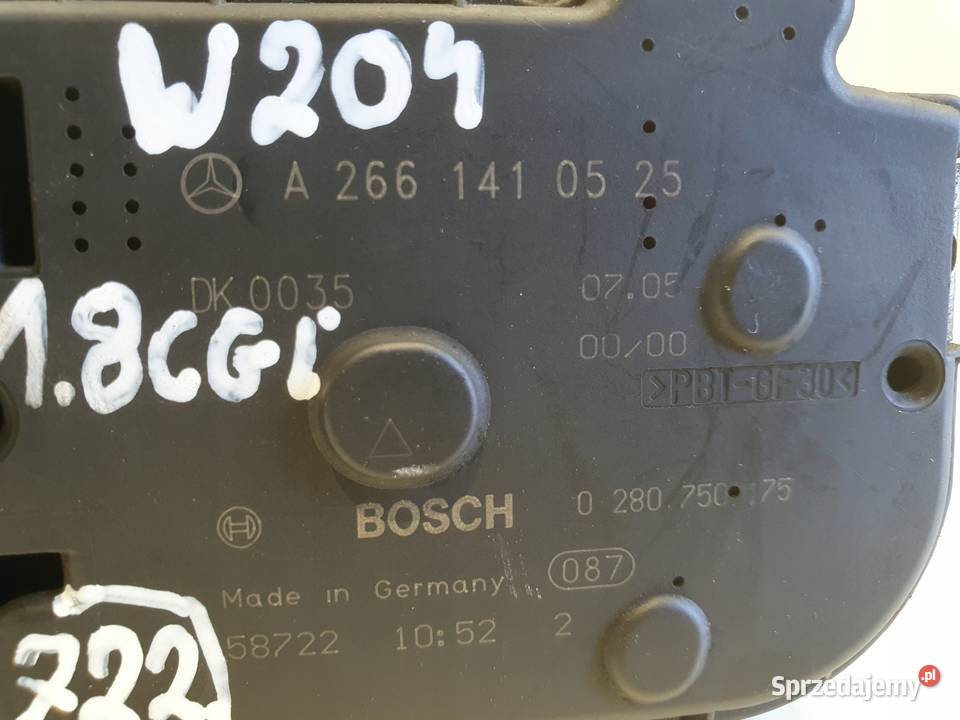 W204
A 266 141 05 25
DK 0035 07.05
1.8CGi 00/00
>PBT-GF30<
BOSCH 0 280 750 175
Made in Germany 087
58722 10:52 2
722
Sprzedajemy.pl